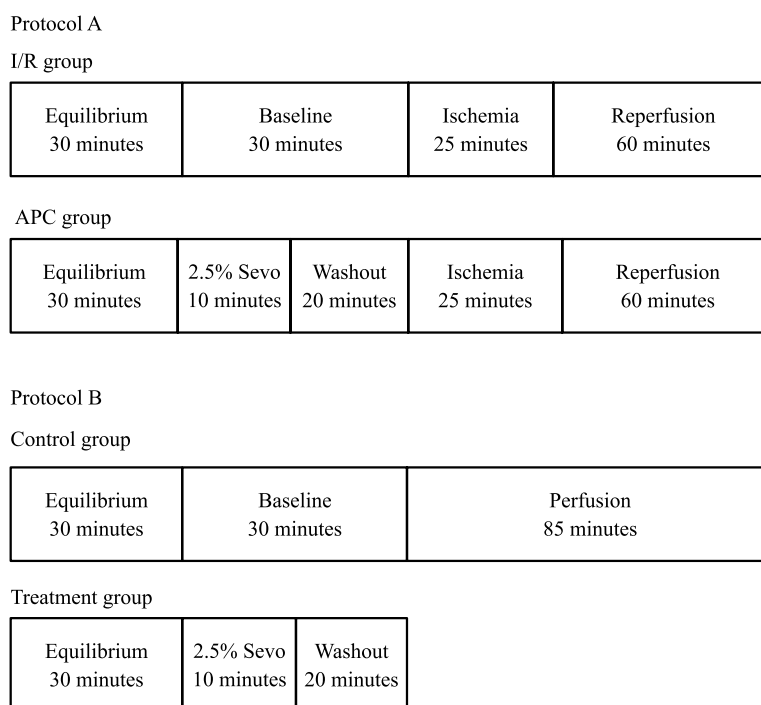 Protocol A
I/R group
Equilibrium
30 minutes
Baseline
30 minutes
Ischemia
25 minutes
Reperfusion
60 minutes
APC group
Equilibrium
30 minutes
2.5% Sevo
10 minutes
Washout
20 minutes
Ischemia
25 minutes
Reperfusion
60 minutes
Protocol B
Control group
Equilibrium
30 minutes
Baseline
30 minutes
Perfusion
85 minutes
Treatment group
Equilibrium
30 minutes
2.5% Sevo
10 minutes
Washout
20 minutes